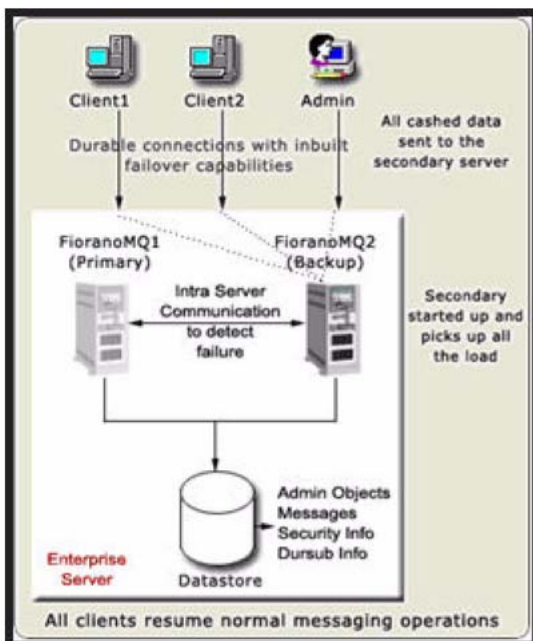 Client1
Client2
Admin
All cashed data
sent to the
secondary server
Durable connections with inbuilt
failover capabilities
FioranoMQ1
(Primary)
FioranoMQ2
(Backup)
Intra Server
Communication
to detect
failure
Secondary
started up and
picks up all
the load
Admin Objects
Messages
Security Info
Dursub Info
Enterprise
Server
Datastore
All clients resume normal messaging operations